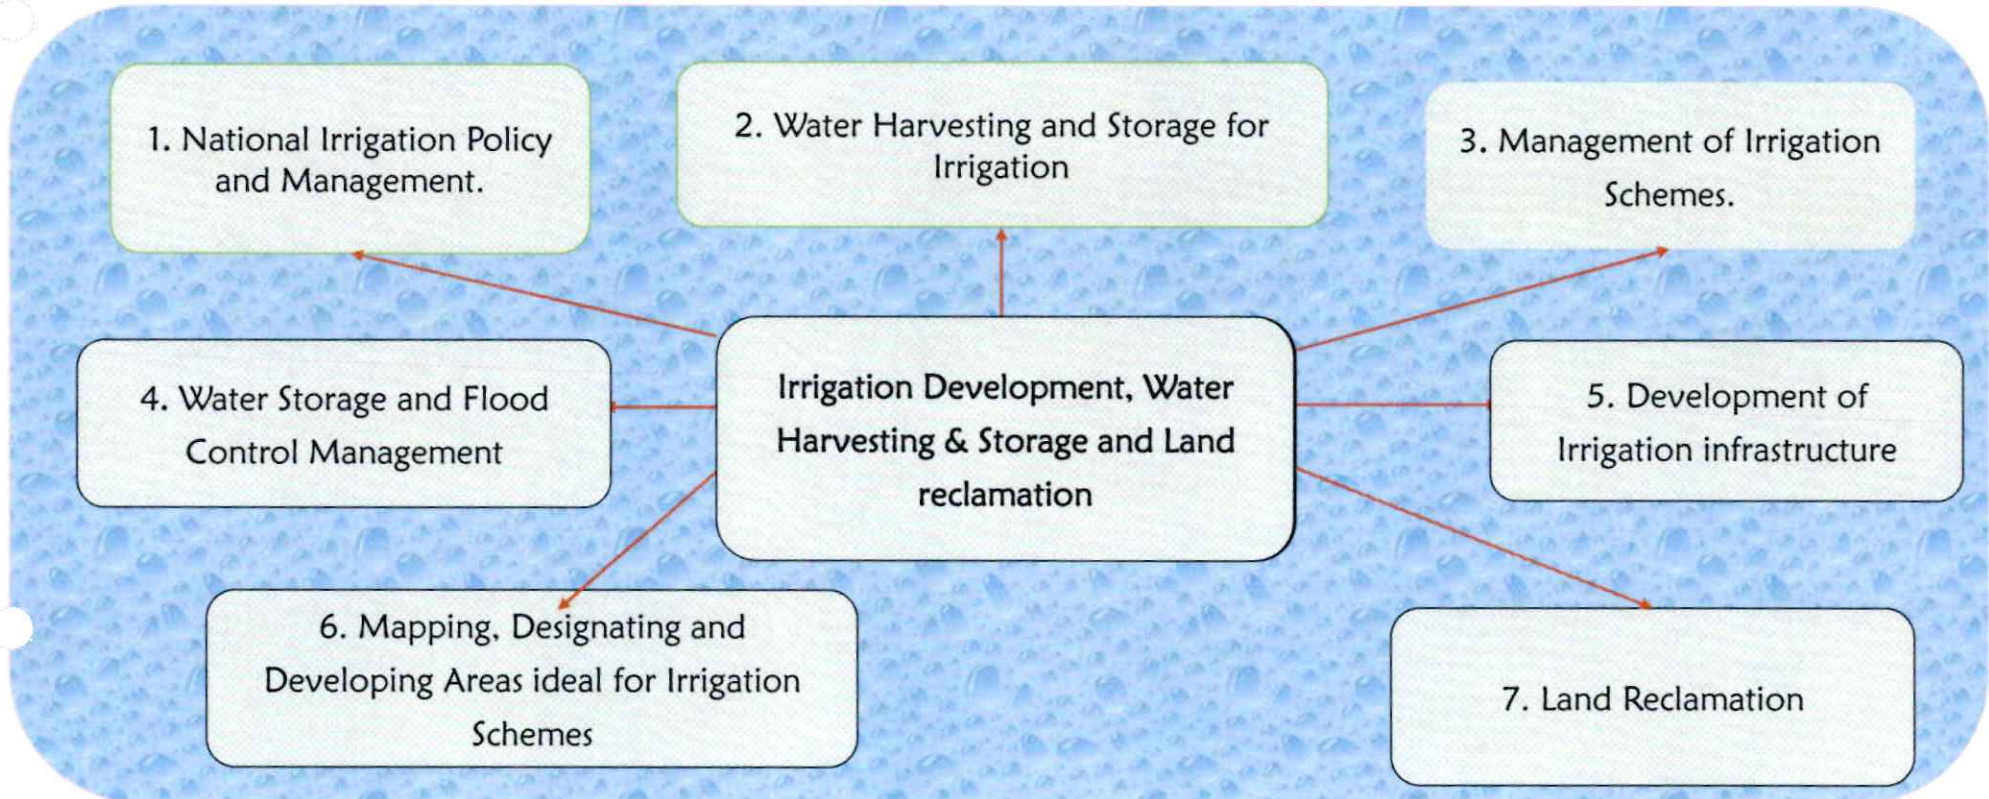 1. National Irrigation Policy
and Management.
2. Water Harvesting and Storage for
Irrigation
3. Management of Irrigation
Schemes.
4. Water Storage and Flood
Control Management
Irrigation Development, Water
Harvesting & Storage and Land
reclamation
5. Development of
Irrigation infrastructure
6. Mapping, Designating and
Developing Areas ideal for Irrigation
Schemes
7. Land Reclamation